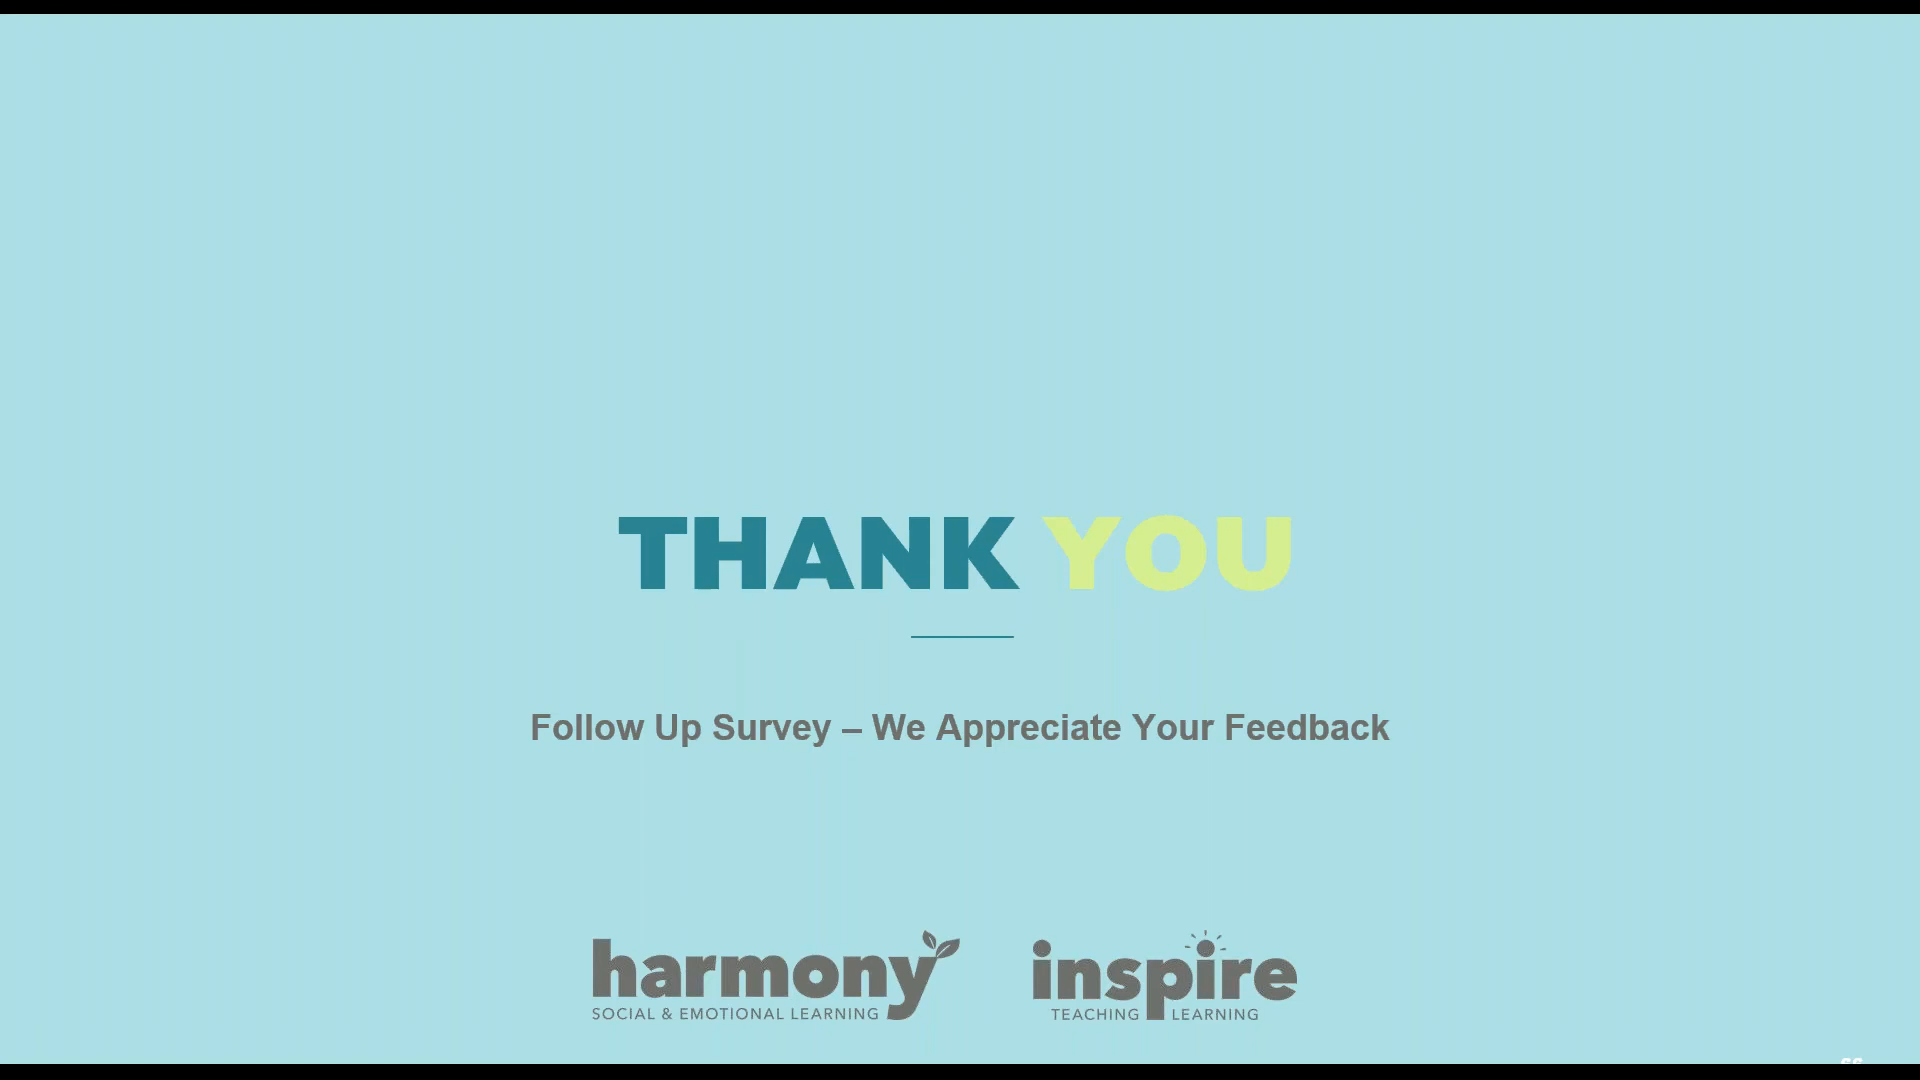 THANK YOU
Follow Up Survey – We Appreciate Your Feedback
harmony
SOCIAL & EMOTIONAL LEARNING
inspire
TEACHING LEARNING